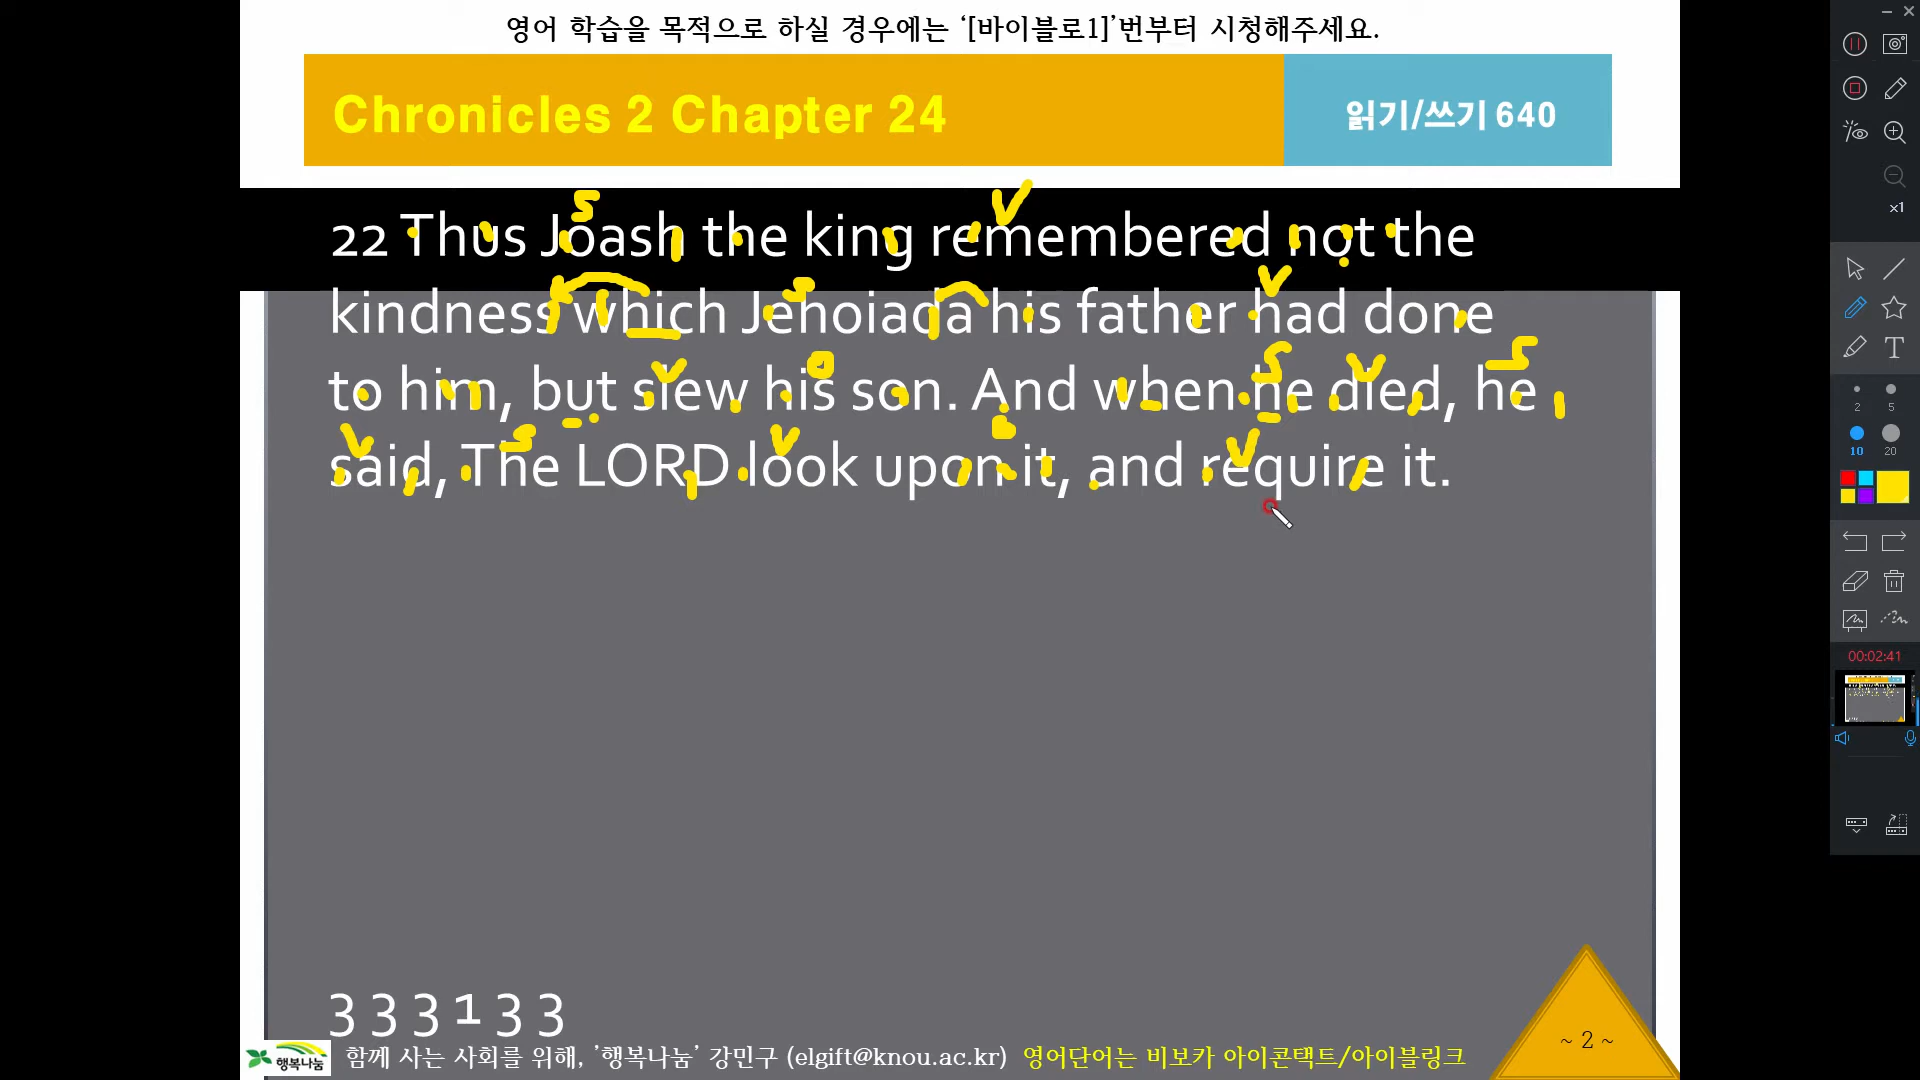 영어 학습을 목적으로 하실 경우에는 ‘[바이블로1]’번부터 시청해주세요.
Chronicles 2 Chapter 24
읽기/쓰기 640
22 Thus Joash the king remembered not the
kindness which Jehoiada his father had done
to him, but slew his son. And when he died, he
said, The LORD look upon it, and require it.
3 3 3 1 3 3
행복나눔 함께 사는 사회를 위해, ’행복나눔’ 강민구 (elgift@knou.ac.kr) 영어단어는 비보카 아이콘택트/아이블링크
~ 2 ~
x1
T
2 5
10 20
00:02:41